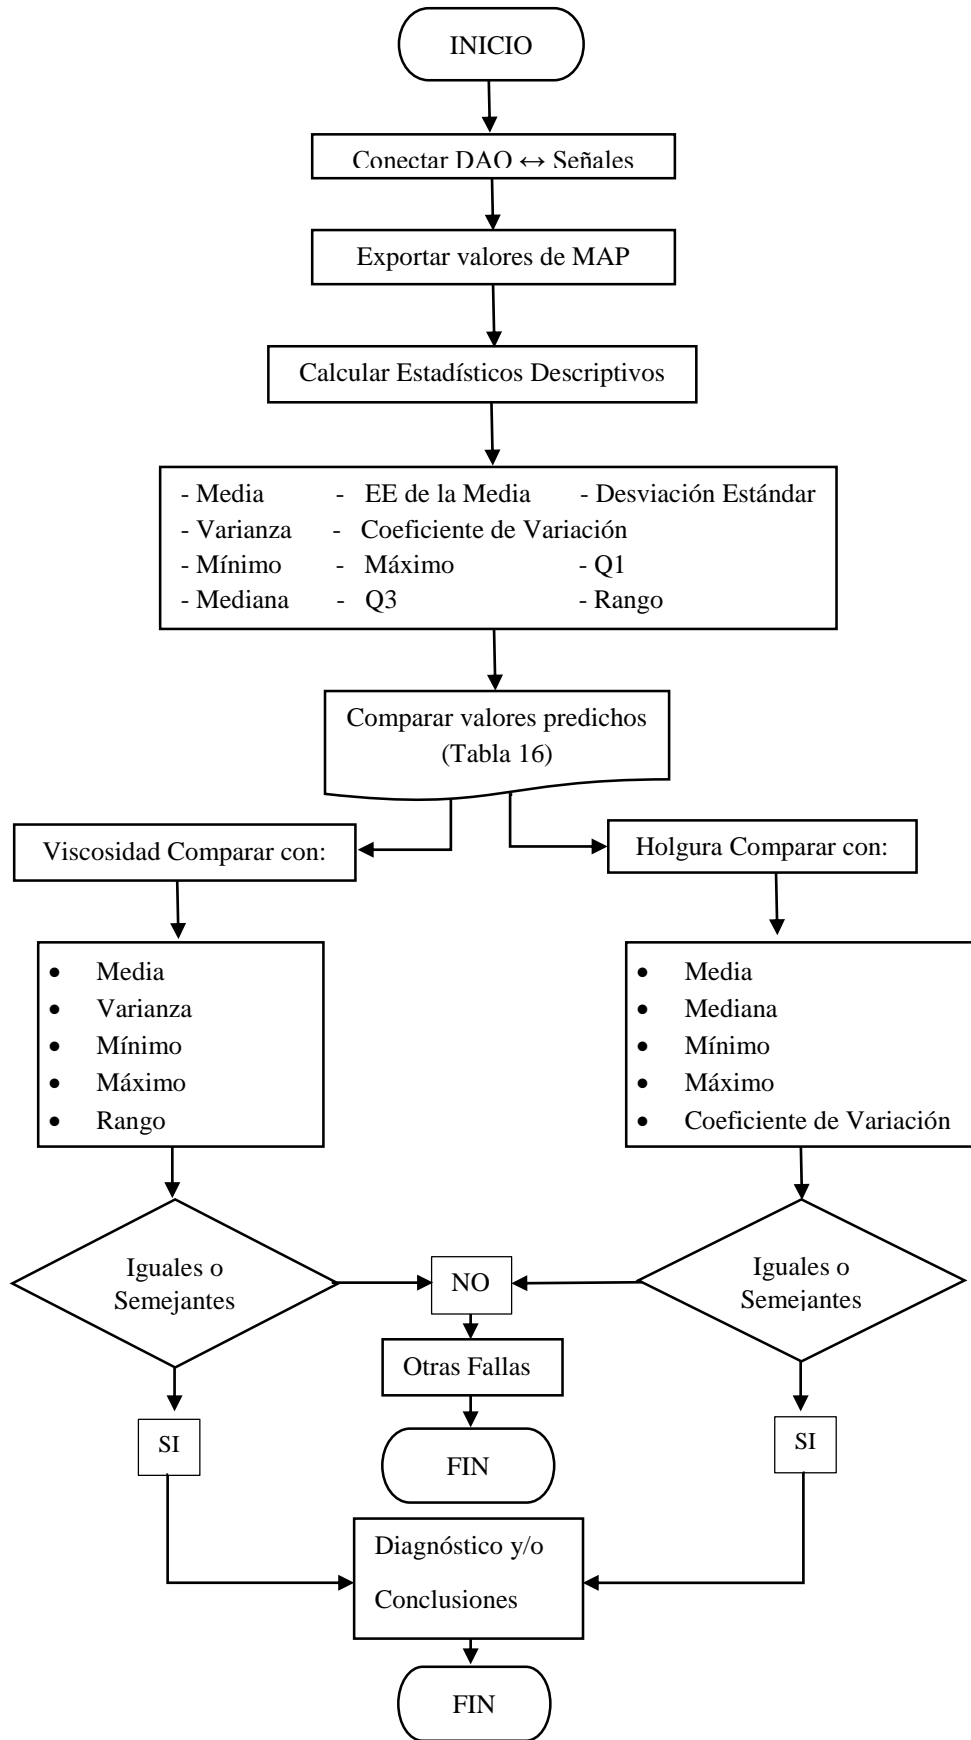 INICIO
Conectar DAQ ↔ Señales
Exportar valores de MAP
Calcular Estadísticos Descriptivos
- Media - EE de la Media - Desviación Estándar
- Varianza - Coeficiente de Variación
- Mínimo - Máximo - Q1
- Mediana - Q3 - Rango
Comparar valores predichos
(Tabla 16)
Viscosidad Comparar con:
Holgura Comparar con:
• Media
• Varianza
• Mínimo
• Máximo
• Rango
• Media
• Mediana
• Mínimo
• Máximo
• Coeficiente de Variación
Iguales o
Semejantes
NO
Iguales o
Semejantes
Otras Fallas
SI
FIN
SI
Diagnóstico y/o
Conclusiones
FIN